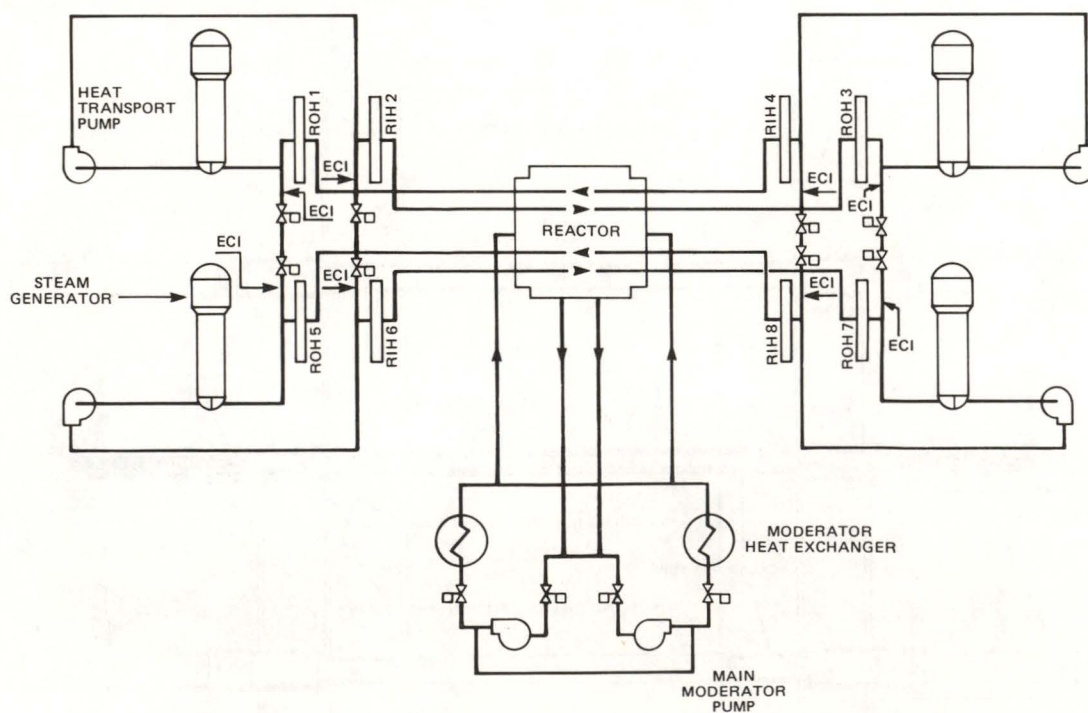 HEAT
TRANSPORT
PUMP
ROH 1
RIH 2
RIH 4
ROH 3
ECI
ECI
ECI
ECI
REACTOR
ECI
ECI
ECI
ECI
STEAM
GENERATOR
ROH 5
RIH 6
RIH 8
ROH 7
MODERATOR
HEAT EXCHANGER
MAIN
MODERATOR
PUMP